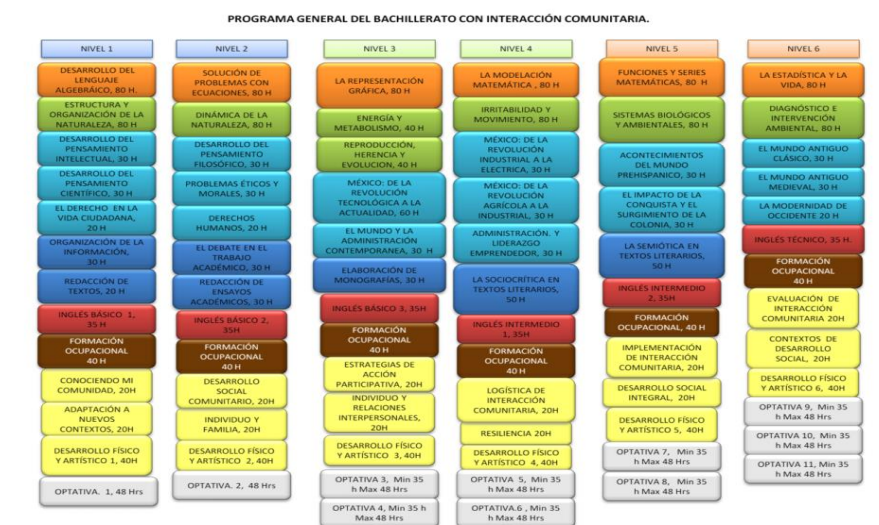 PROGRAMA GENERAL DEL BACHILLERATO CON INTERACCIÓN COMUNITARIA.
NIVEL 1
DESARROLLO DEL
LENGUAJE
ALGEBRÁICO, 80 H.
ESTRUCTURA Y
ORGANIZACIÓN DE LA
NATURALEZA, 80 H
DESARROLLO DEL
PENSAMIENTO
INTELECTUAL, 30 H
DESARROLLO DEL
PENSAMIENTO
CIENTÍFICO, 30 H
EL DERECHO EN LA
VIDA CIUDADANA,
20 H
ORGANIZACIÓN DE LA
INFORMACIÓN,
30 H
REDACCIÓN DE
TEXTOS, 20 H
INGLÉS BÁSICO 1,
35 H
FORMACIÓN
OCUPACIONAL
40 H
CONOCIENDO MI
COMUNIDAD, 20H
ADAPTACIÓN A
NUEVOS
CONTEXTOS, 20H
DESARROLLO FÍSICO
Y ARTÍSTICO 1, 40H
OPTATIVA. 1, 48 Hrs
NIVEL 2
SOLUCIÓN DE
PROBLEMAS CON
ECUACIONES, 80 H
DINÁMICA DE LA
NATURALEZA, 80 H
DESARROLLO DEL
PENSAMIENTO
FILOSÓFICO, 30 H
PROBLEMAS ÉTICOS Y
MORALES, 30 H
DERECHOS
HUMANOS, 20 H
EL DEBATE EN EL
TRABAJO
ACADÉMICO, 30 H
REDACCIÓN DE
ENSAYOS
ACADÉMICOS, 30 H
INGLÉS BÁSICO 2,
35H
FORMACIÓN
OCUPACIONAL
40 H
DESARROLLO
SOCIAL
COMUNITARIO, 20H
INDIVIDUO Y
FAMILIA, 20H
DESARROLLO FÍSICO
Y ARTÍSTICO 2, 40H
OPTATIVA. 2, 48 Hrs
NIVEL 3
LA REPRESENTACIÓN
GRÁFICA, 80 H
ENERGÍA Y
METABOLISMO, 40 H
REPRODUCCIÓN,
HERENCIA Y
EVOLUCION, 40 H
MÉXICO: DE LA
REVOLUCIÓN
TECNOLÓGICA A LA
ACTUALIDAD, 60 H
EL MUNDO Y LA
ADMINISTRACIÓN
CONTEMPORANEA, 30 H
ELABORACIÓN DE
MONOGRAFÍAS, 30 H
INGLÉS BÁSICO 3, 35H
FORMACIÓN
OCUPACIONAL
40 H
ESTRATEGIAS DE
ACCIÓN
PARTICIPATIVA, 20H
INDIVIDUO Y
RELACIONES
INTERPERSONALES,
20H
DESARROLLO FÍSICO
Y ARTÍSTICO 3, 40H
OPTATIVA 3, Min 35
h Max 48 Hrs
OPTATIVA 4, Min 35 h
Max 48 Hrs
NIVEL 4
LA MODELACIÓN
MATEMÁTICA , 80 H
IRRITABILIDAD Y
MOVIMIENTO, 80 H
MÉXICO: DE LA
REVOLUCIÓN
INDUSTRIAL A LA
ELECTRICA, 30 H
MÉXICO: DE LA
REVOLUCIÓN
AGRÍCOLA A LA
INDUSTRIAL, 30 H
ADMINISTRACIÓN. Y
LIDERAZGO
EMPRENDEDOR, 30 H
LA SOCIOCRÍTICA EN
TEXTOS LITERARIOS,
50 H
INGLÉS INTERMEDIO
1, 35H
FORMACIÓN
OCUPACIONAL
40 H
LOGÍSTICA DE
INTERACCIÓN
COMUNITARIA, 20H
RESILIENCIA 20H
DESARROLLO FÍSICO
Y ARTÍSTICO 4, 40H
OPTATIVA 5, Min 35
h Max 48 Hrs
OPTATIVA.6 , Min 35
h Max 48 Hrs
NIVEL 5
FUNCIONES Y SERIES
MATEMÁTICAS, 80 H
SISTEMAS BIOLÓGICOS
Y AMBIENTALES, 80 H
ACONTECIMIENTOS
DEL MUNDO
PREHISPANICO, 30 H
EL IMPACTO DE LA
CONQUISTA Y EL
SURGIMIENTO DE LA
COLONIA, 30 H
LA SEMIÓTICA EN
TEXTOS LITERARIOS,
50 H
INGLÉS INTERMEDIO
2, 35H
FORMACIÓN
OCUPACIONAL, 40 H
IMPLEMENTACIÓN
DE INTERACCIÓN
COMUNITARIA, 20H
DESARROLLO SOCIAL
INTEGRAL, 20H
DESARROLLO FÍSICO
Y ARTÍSTICO 5, 40H
OPTATIVA 7, Min 35
h Max 48 Hrs
OPTATIVA 8, Min 35
h Max 48 Hrs
NIVEL 6
LA ESTADÍSTICA Y LA
VIDA, 80 H
DIAGNÓSTICO E
INTERVENCIÓN
AMBIENTAL, 80 H
EL MUNDO ANTIGUO
CLÁSICO, 30 H
EL MUNDO ANTIGUO
MEDIEVAL, 30 H
LA MODERNIDAD DE
OCCIDENTE 20 H
INGLÉS TÉCNICO, 35 H.
FORMACIÓN
OCUPACIONAL
40 H
EVALUACIÓN DE
INTERACCIÓN
COMUNITARIA 20H
CONTEXTOS DE
DESARROLLO
SOCIAL, 20H
DESARROLLO FÍSICO
Y ARTÍSTICO 6, 40H
OPTATIVA 9, Min 35
h Max 48 Hrs
OPTATIVA 10, Min 35
h Max 48 Hrs
OPTATIVA 11, Min 35
h Max 48 Hrs